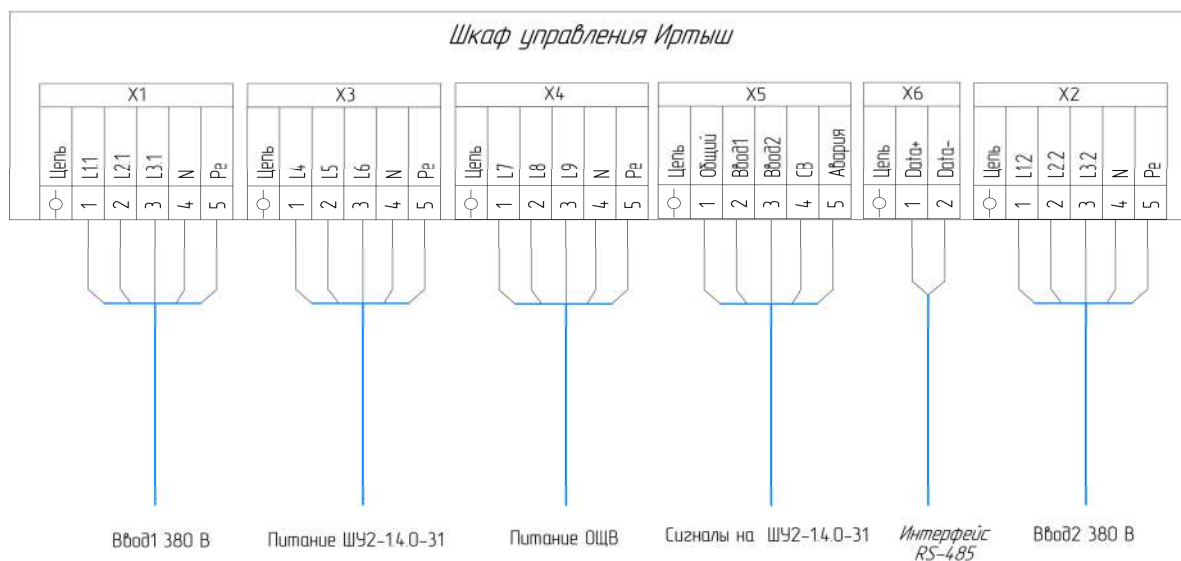 Шкаф управления Иртыш
X1
X3
X4
X5
X6
X2
Цепь L1.1 L2.1 L3.1 N Pe
1 2 3 4 5
Цепь L4 L5 L6 N Pe
1 2 3 4 5
Цепь L7 L8 L9 N Pe
1 2 3 4 5
Цепь Общий Ввод1 Ввод2 СВ Авария
1 2 3 4 5
Цепь Data+ Data-
1 2
Цепь L1.2 L2.2 L3.2 N Pe
1 2 3 4 5
Ввод1 380 В
Питание ШУ2-1.4.0-31
Питание ОЩВ
Сигналы на ШУ2-1.4.0-31
Интерфейс
RS-485
Ввод2 380 В